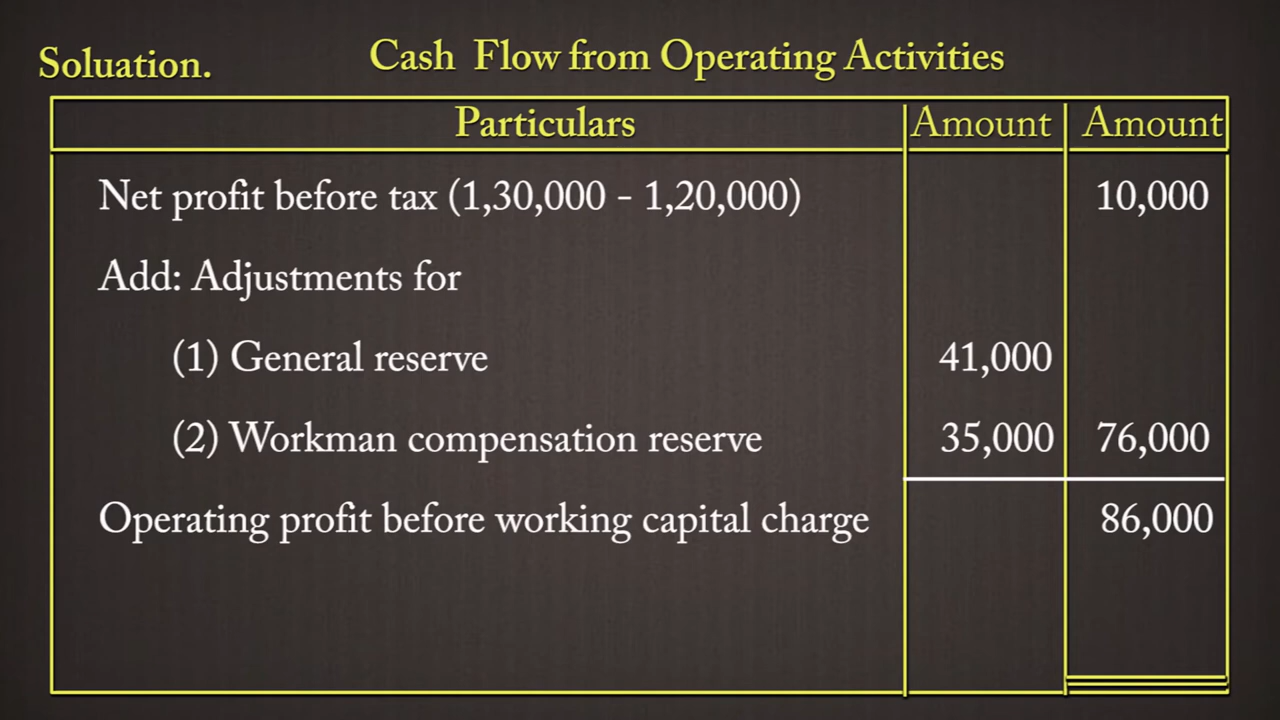 Soluation.
Cash Flow from Operating Activities
Particulars Amount Amount
Net profit before tax (1,30,000 - 1,20,000) 10,000
Add: Adjustments for
(1) General reserve 41,000
(2) Workman compensation reserve 35,000 76,000
Operating profit before working capital charge 86,000